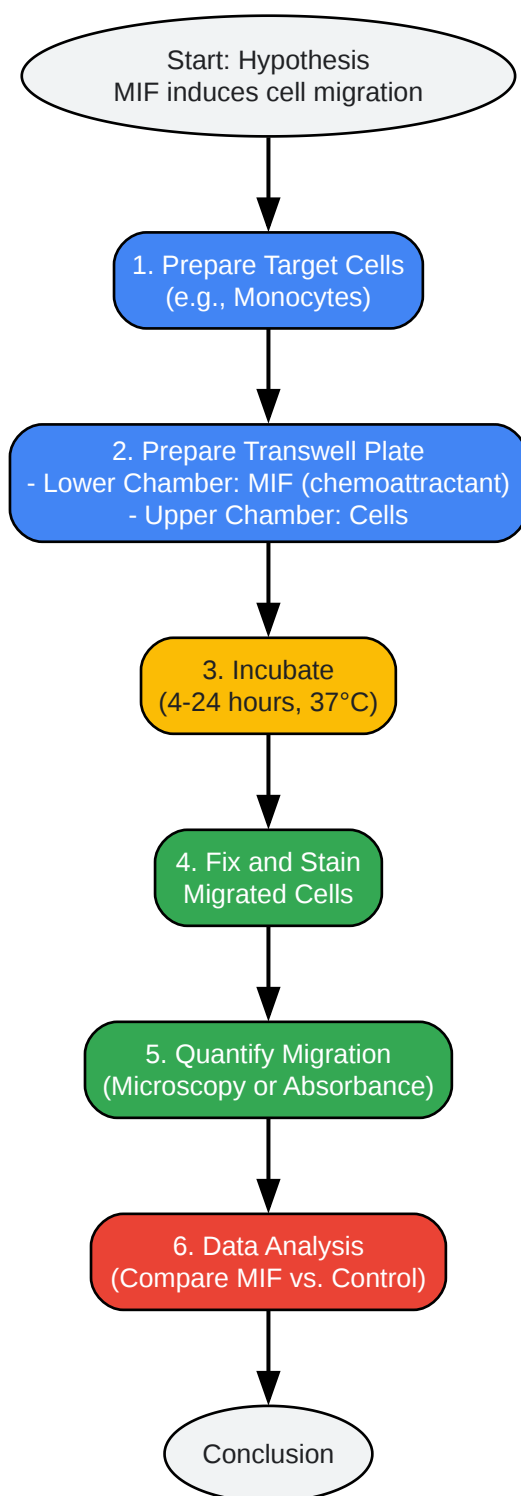 Start: Hypothesis
MIF induces cell migration
1. Prepare Target Cells
(e.g., Monocytes)
2. Prepare Transwell Plate
- Lower Chamber: MIF (chemoattractant)
- Upper Chamber: Cells
3. Incubate
(4-24 hours, 37°C)
4. Fix and Stain
Migrated Cells
5. Quantify Migration
(Microscopy or Absorbance)
6. Data Analysis
(Compare MIF vs. Control)
Conclusion